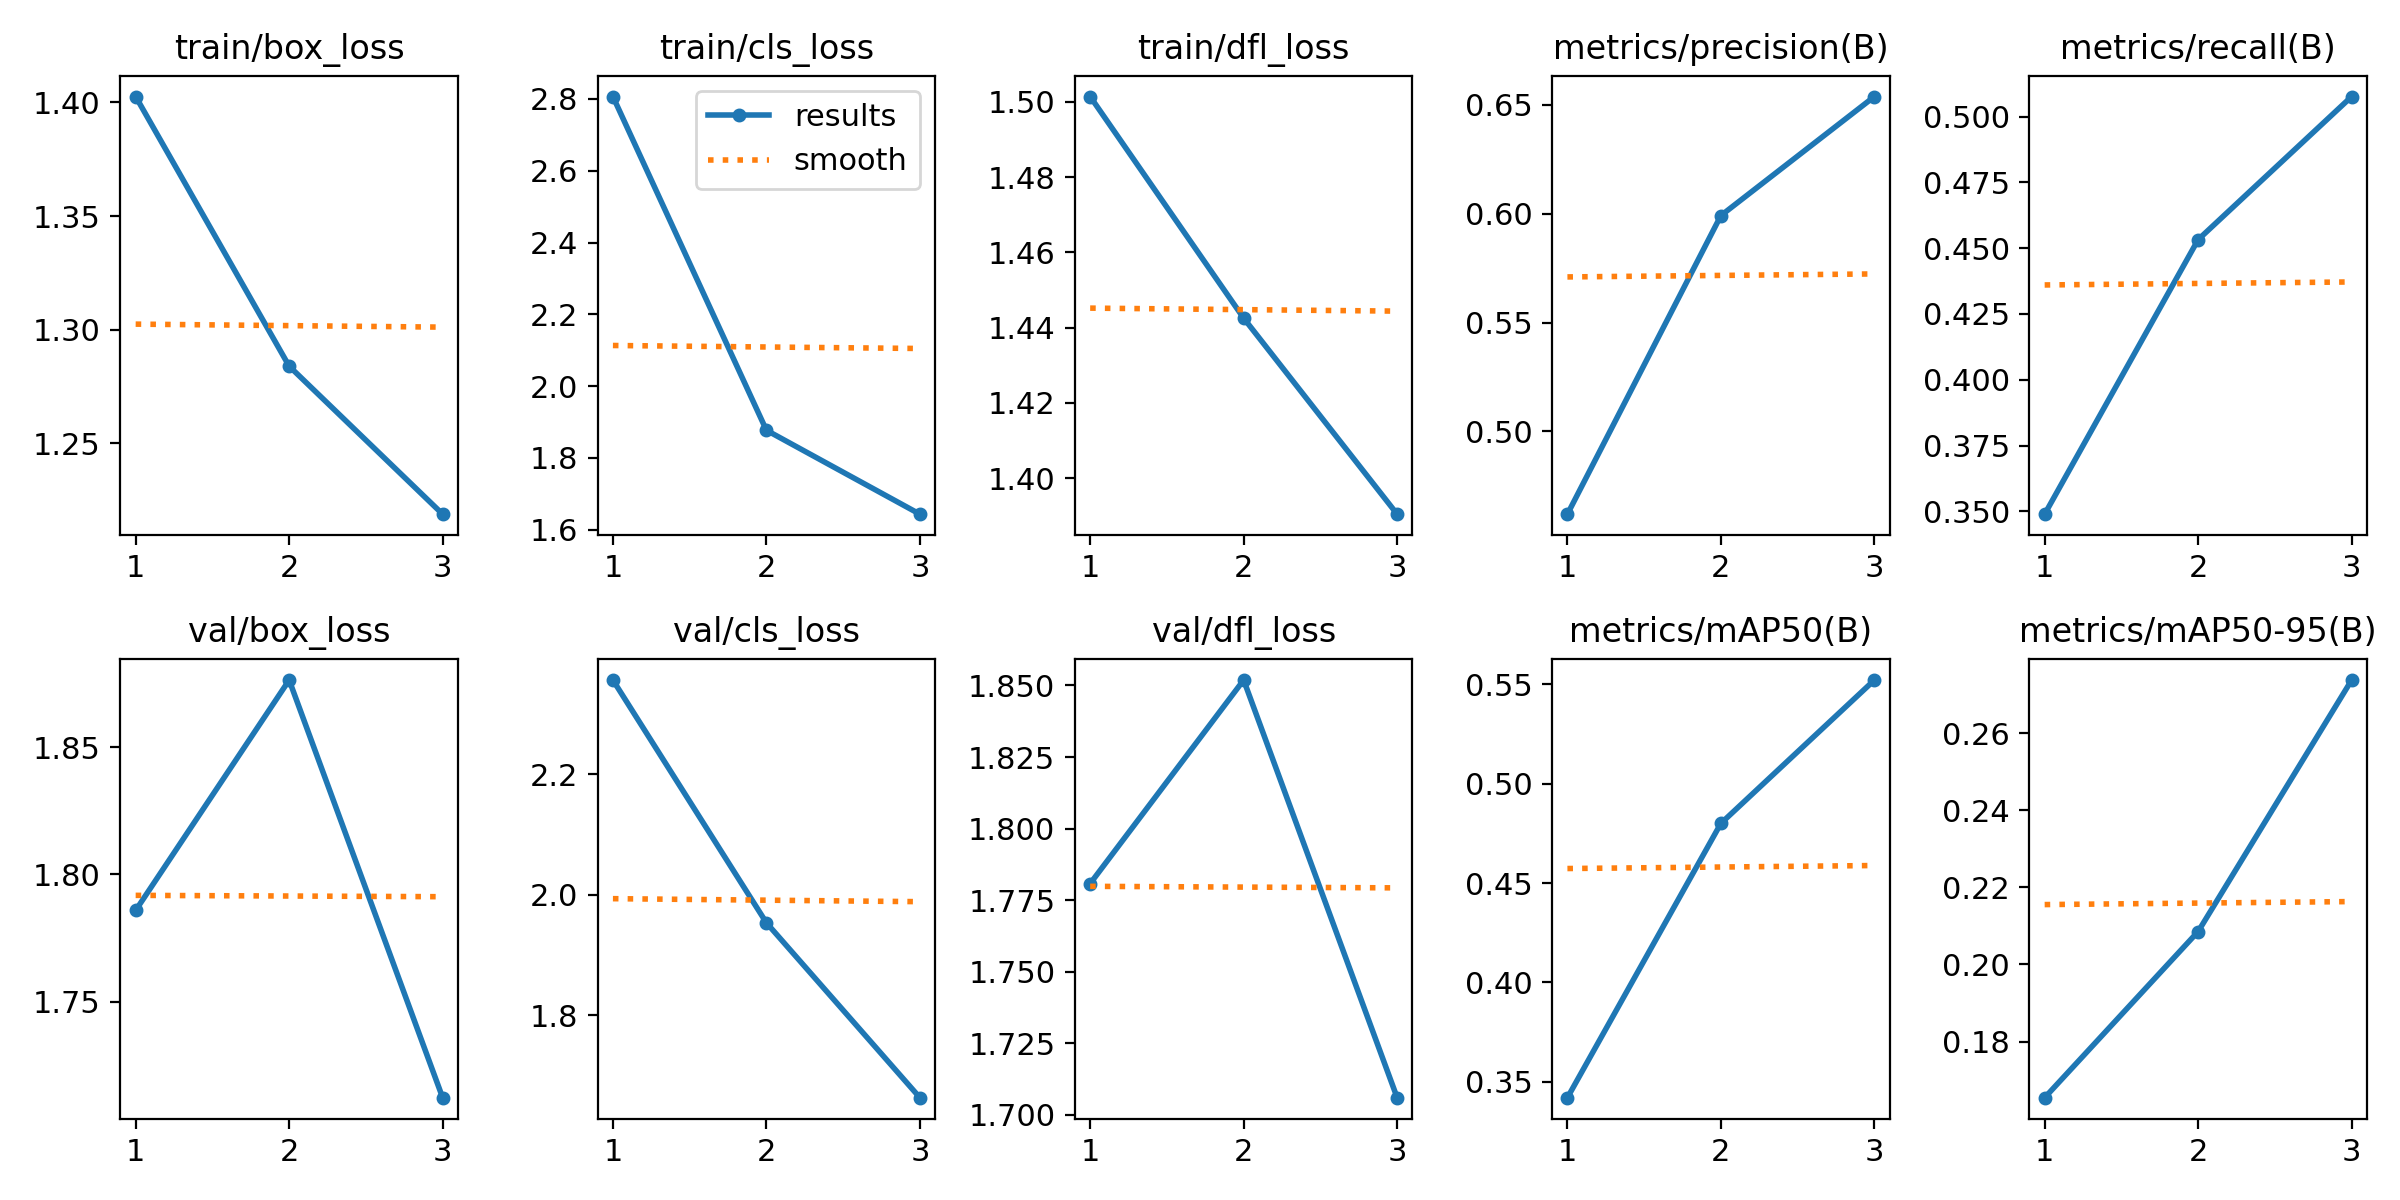 train/box_loss
1.40
1.35
1.30
1.25
1 2 3
train/cls_loss
results
smooth
2.8
2.6
2.4
2.2
2.0
1.8
1.6
1 2 3
train/dfl_loss
1.50
1.48
1.46
1.44
1.42
1.40
1 2 3
metrics/precision(B)
0.65
0.60
0.55
0.50
1 2 3
metrics/recall(B)
0.500
0.475
0.450
0.425
0.400
0.375
0.350
1 2 3
val/box_loss
1.85
1.80
1.75
1 2 3
val/cls_loss
2.2
2.0
1.8
1 2 3
val/dfl_loss
1.850
1.825
1.800
1.775
1.750
1.725
1.700
1 2 3
metrics/mAP50(B)
0.55
0.50
0.45
0.40
0.35
1 2 3
metrics/mAP50-95(B)
0.26
0.24
0.22
0.20
0.18
1 2 3